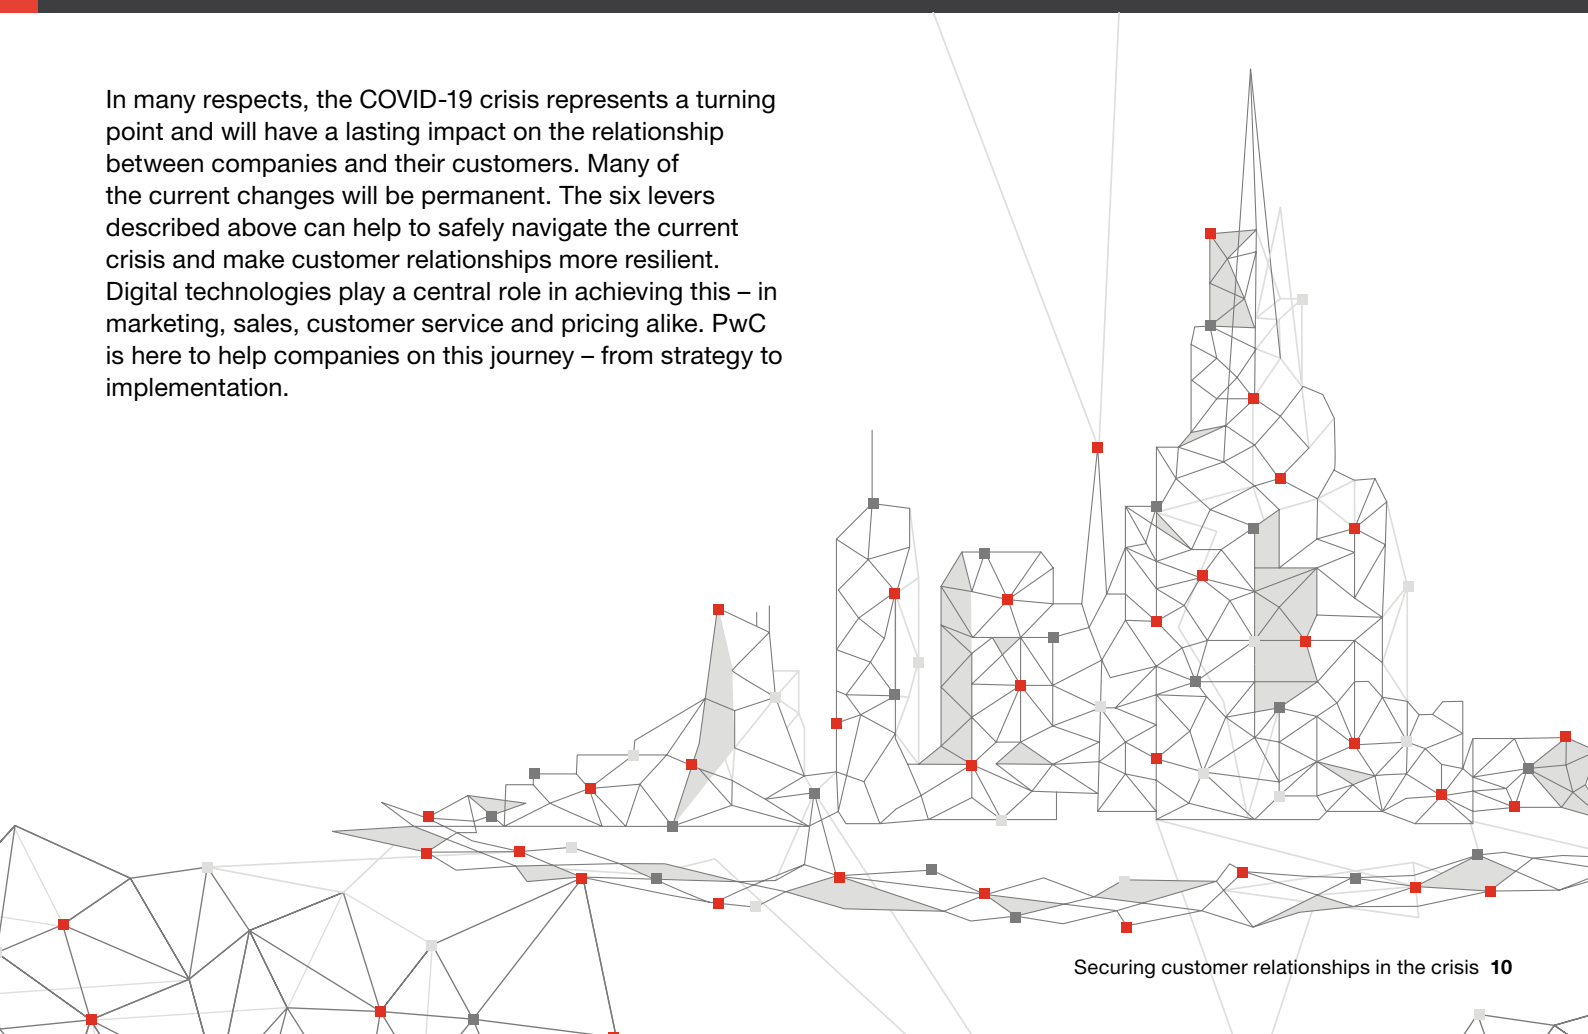 In many respects, the COVID-19 crisis represents a turning
point and will have a lasting impact on the relationship
between companies and their customers. Many of
the current changes will be permanent. The six levers
described above can help to safely navigate the current
crisis and make customer relationships more resilient.
Digital technologies play a central role in achieving this – in
marketing, sales, customer service and pricing alike. PwC
is here to help companies on this journey – from strategy to
implementation.
Securing customer relationships in the crisis 10